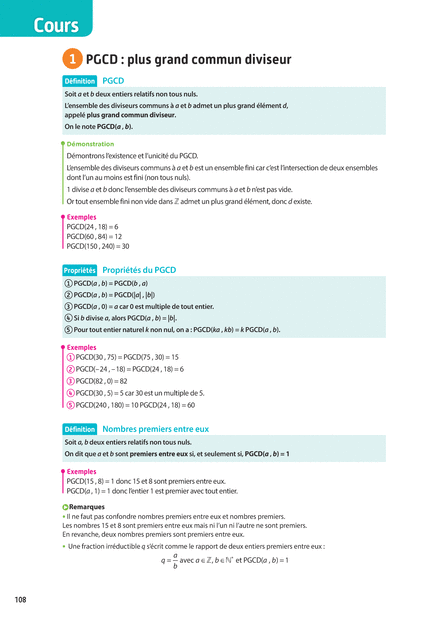 Cours
1 PGCD : plus grand commun diviseur
Définition PGCD
Soit a et b deux entiers relatifs non tous nuls.
L'ensemble des diviseurs communs à a et b admet un plus grand élément d,
appelé plus grand commun diviseur.
On le note PGCD(a , b).
Démonstration
Démontrons l'existence et l'unicité du PGCD.
L'ensemble des diviseurs communs à a et b est un ensemble fini car c'est l'intersection de deux ensembles
dont l'un au moins est fini (non tous nuls).
1 divise a et b donc l'ensemble des diviseurs communs à a et b n'est pas vide.
Or tout ensemble fini non vide dans ℤ admet un plus grand élément, donc d existe.
Exemples
PGCD(24 , 18) = 6
PGCD(60 , 84) = 12
PGCD(150 , 240) = 30
Propriétés Propriétés du PGCD
① PGCD(a , b) = PGCD(b , a)
② PGCD(a , b) = PGCD(|a| , |b|)
③ PGCD(a , 0) = a car 0 est multiple de tout entier.
④ Si b divise a, alors PGCD(a , b) = |b|.
⑤ Pour tout entier naturel k non nul, on a : PGCD(ka , kb) = k PGCD(a , b).
Exemples
① PGCD(30 , 75) = PGCD(75 , 30) = 15
② PGCD(−24 , −18) = PGCD(24 , 18) = 6
③ PGCD(82 , 0) = 82
④ PGCD(30 , 5) = 5 car 30 est un multiple de 5.
⑤ PGCD(240 , 180) = 10 PGCD(24 , 18) = 60
Définition Nombres premiers entre eux
Soit a, b deux entiers relatifs non tous nuls.
On dit que a et b sont premiers entre eux si, et seulement si, PGCD(a , b) = 1
Exemples
PGCD(15 , 8) = 1 donc 15 et 8 sont premiers entre eux.
PGCD(a , 1) = 1 donc l'entier 1 est premier avec tout entier.
Remarques
• Il ne faut pas confondre nombres premiers entre eux et nombres premiers.
Les nombres 15 et 8 sont premiers entre eux mais ni l'un ni l'autre ne sont premiers.
En revanche, deux nombres premiers sont premiers entre eux.
• Une fraction irréductible q s'écrit comme le rapport de deux entiers premiers entre eux :
q = a/b avec a ∈ ℤ, b ∈ ℕ* et PGCD(a , b) = 1
108